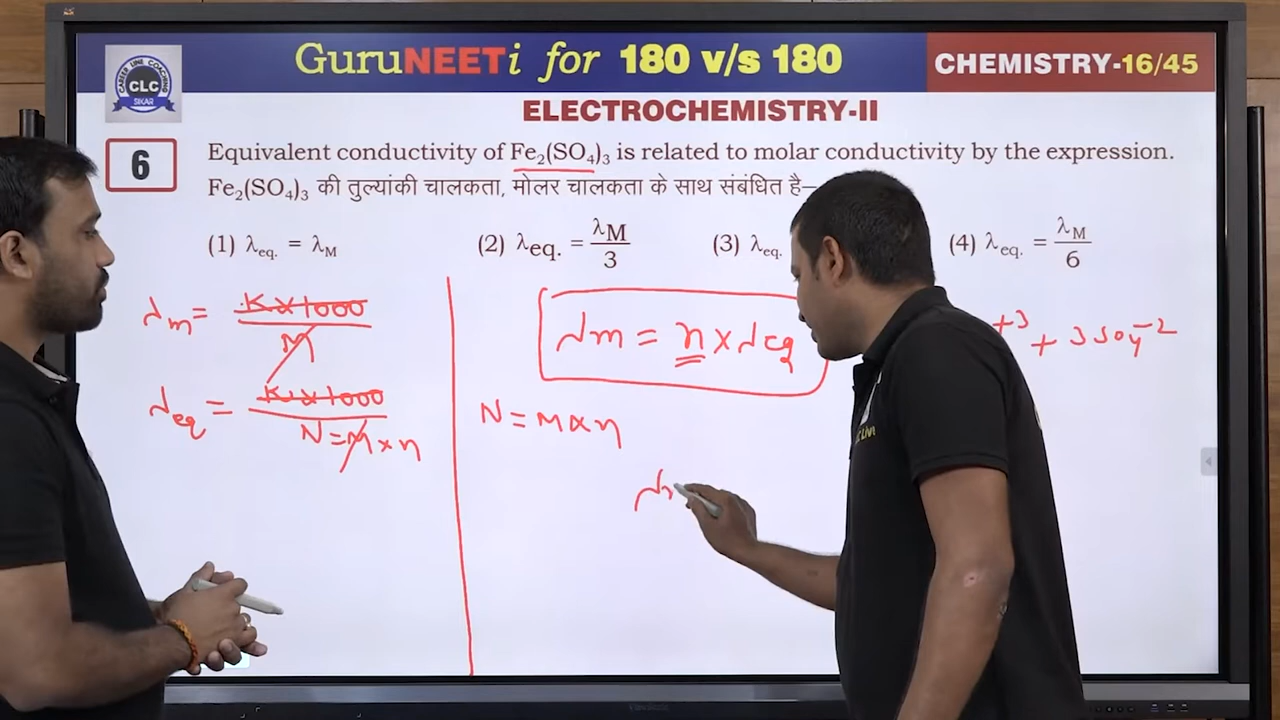 GuruNEETi for 180 v/s 180
CHEMISTRY-16/45
CAREER LINE COACHING
CLC
SIKAR
ELECTROCHEMISTRY-II
6
Equivalent conductivity of Fe₂(SO₄)₃ is related to molar conductivity by the expression.
Fe₂(SO₄)₃ की तुल्यांकी चालकता, मोलर चालकता के साथ संबंधित है–
(1) λeq. = λM
(2) λeq. = λM/3
(3) λeq.
(4) λeq. = λM/6
λm = K×1000/M
λeq = K×1000/N=M×n
λm = n×λeq
N = M×n
+3 + 3SO₄⁻²
λm